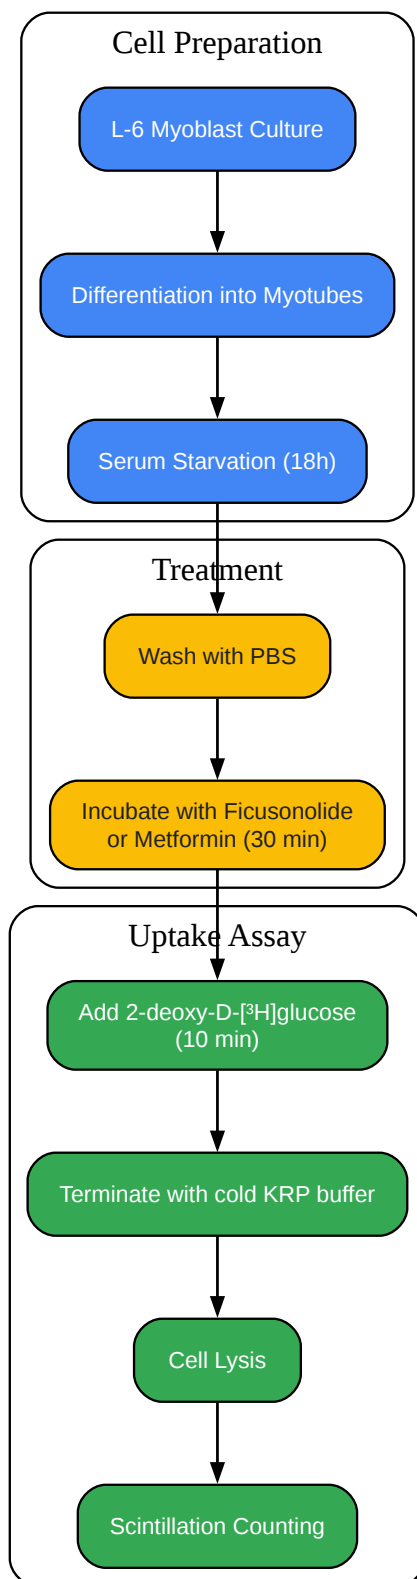 Cell Preparation
L-6 Myoblast Culture
Differentiation into Myotubes
Serum Starvation (18h)
Treatment
Wash with PBS
Incubate with Ficusonolide
or Metformin (30 min)
Uptake Assay
Add 2-deoxy-D-[³H]glucose
(10 min)
Terminate with cold KRP buffer
Cell Lysis
Scintillation Counting